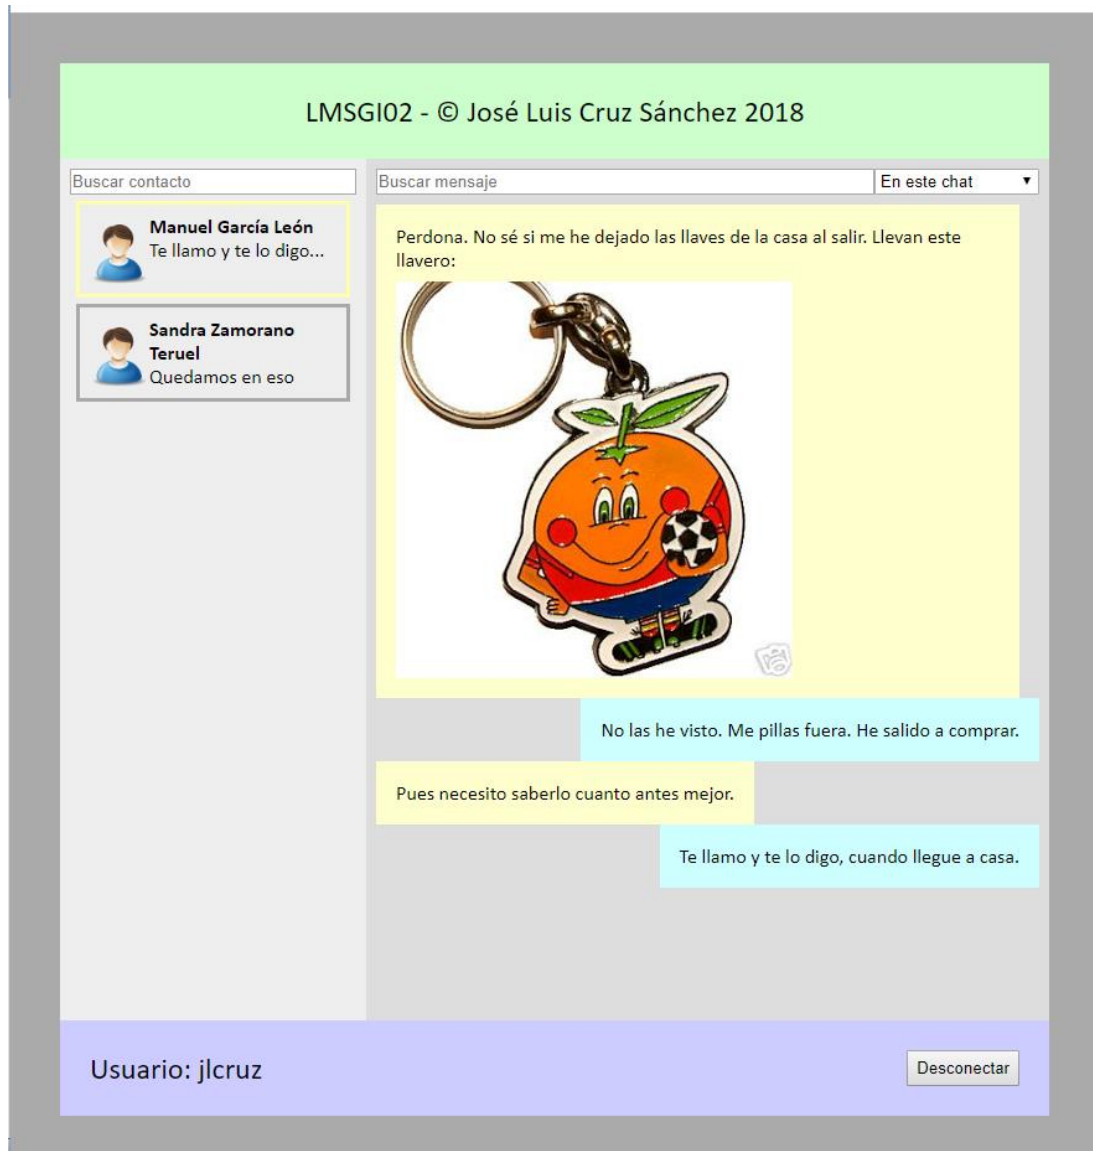 LMSGI02 - © José Luis Cruz Sánchez 2018
Buscar contacto
Manuel García León
Te llamo y te lo digo...
Sandra Zamorano
Teruel
Quedamos en eso
Buscar mensaje
En este chat
Perdona. No sé si me he dejado las llaves de la casa al salir. Llevan este
llavero:
No las he visto. Me pillas fuera. He salido a comprar.
Pues necesito saberlo cuanto antes mejor.
Te llamo y te lo digo, cuando llegue a casa.
Usuario: jlcruz
Desconectar